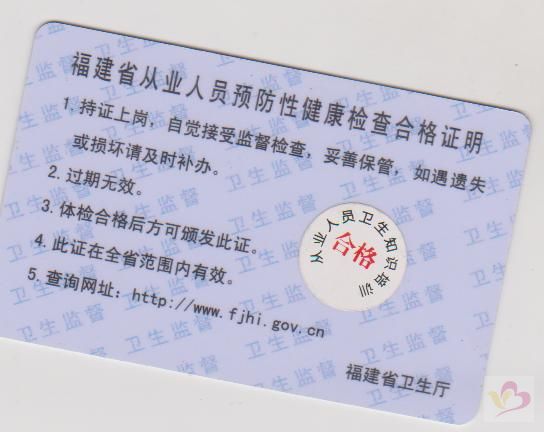 福建省从业人员预防性健康检查合格证明
1. 持证上岗，自觉接受监督检查，妥善保管，如遇遗失
或损坏请及时补办。
2. 过期无效。
3. 体检合格后方可颁发此证。
4. 此证在全省范围内有效。
5. 查询网址：http://www.fjhi.gov.cn
从业人员卫生知识培训
合格
福建省卫生厅
卫生监督